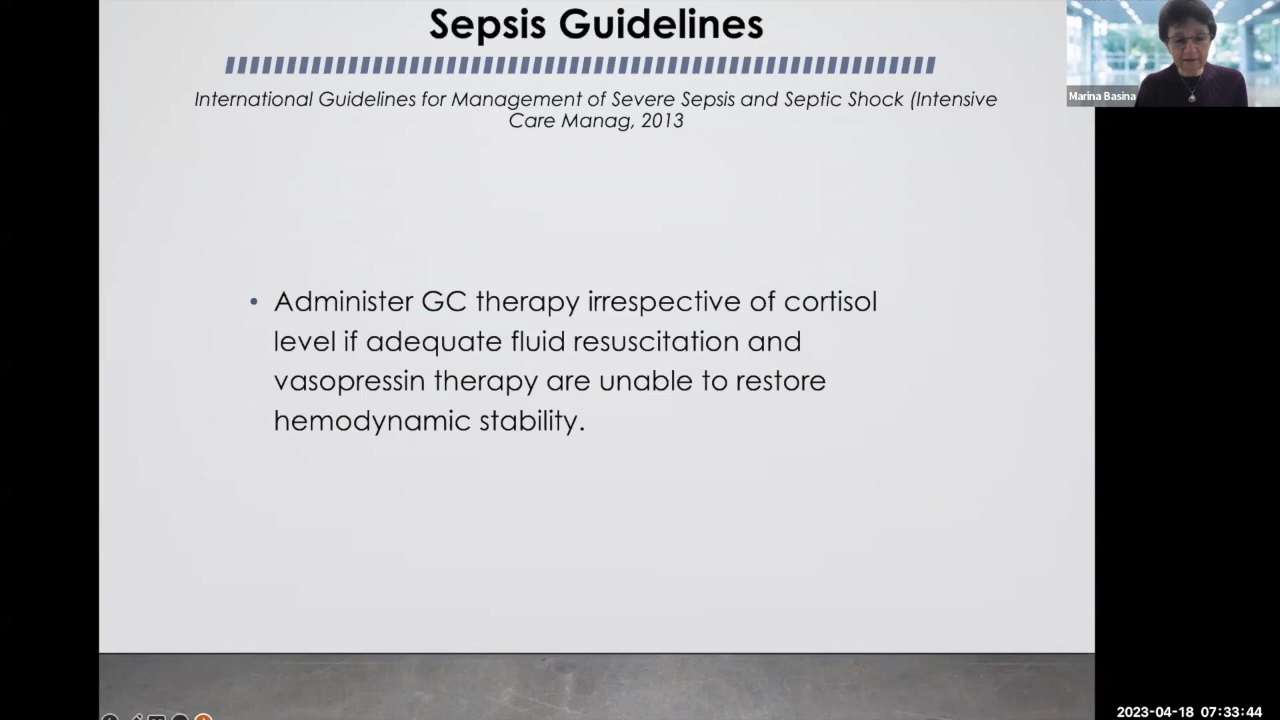 Sepsis Guidelines
International Guidelines for Management of Severe Sepsis and Septic Shock (Intensive
Care Manag, 2013
• Administer GC therapy irrespective of cortisol
level if adequate fluid resuscitation and
vasopressin therapy are unable to restore
hemodynamic stability.
Marina Basina
2023-04-18 07:33:44